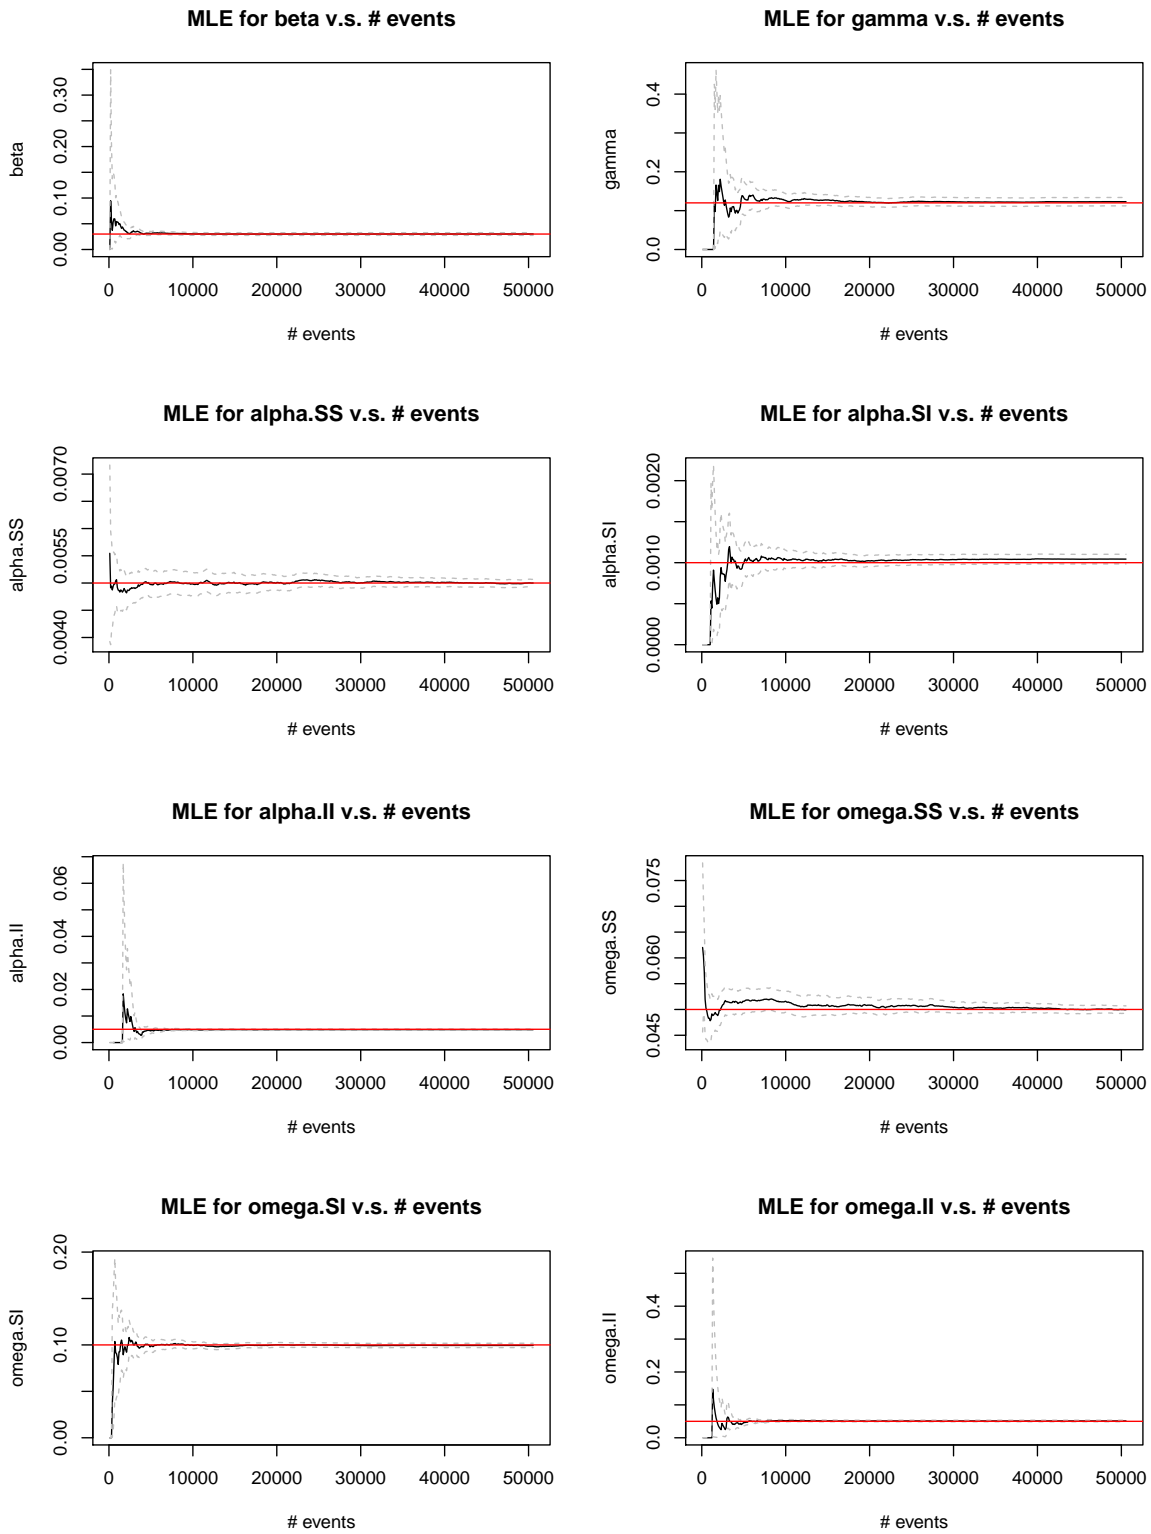 MLE for beta v.s. # events
beta
0.00 0.10 0.20 0.30
0 10000 20000 30000 40000 50000
# events
MLE for gamma v.s. # events
gamma
0.0 0.2 0.4
0 10000 20000 30000 40000 50000
# events
MLE for alpha.SS v.s. # events
alpha.SS
0.0040 0.0055 0.0070
0 10000 20000 30000 40000 50000
# events
MLE for alpha.SI v.s. # events
alpha.SI
0.0000 0.0010 0.0020
0 10000 20000 30000 40000 50000
# events
MLE for alpha.II v.s. # events
alpha.II
0.00 0.02 0.04 0.06
0 10000 20000 30000 40000 50000
# events
MLE for omega.SS v.s. # events
omega.SS
0.045 0.060 0.075
0 10000 20000 30000 40000 50000
# events
MLE for omega.SI v.s. # events
omega.SI
0.00 0.10 0.20
0 10000 20000 30000 40000 50000
# events
MLE for omega.II v.s. # events
omega.II
0.0 0.2 0.4
0 10000 20000 30000 40000 50000
# events